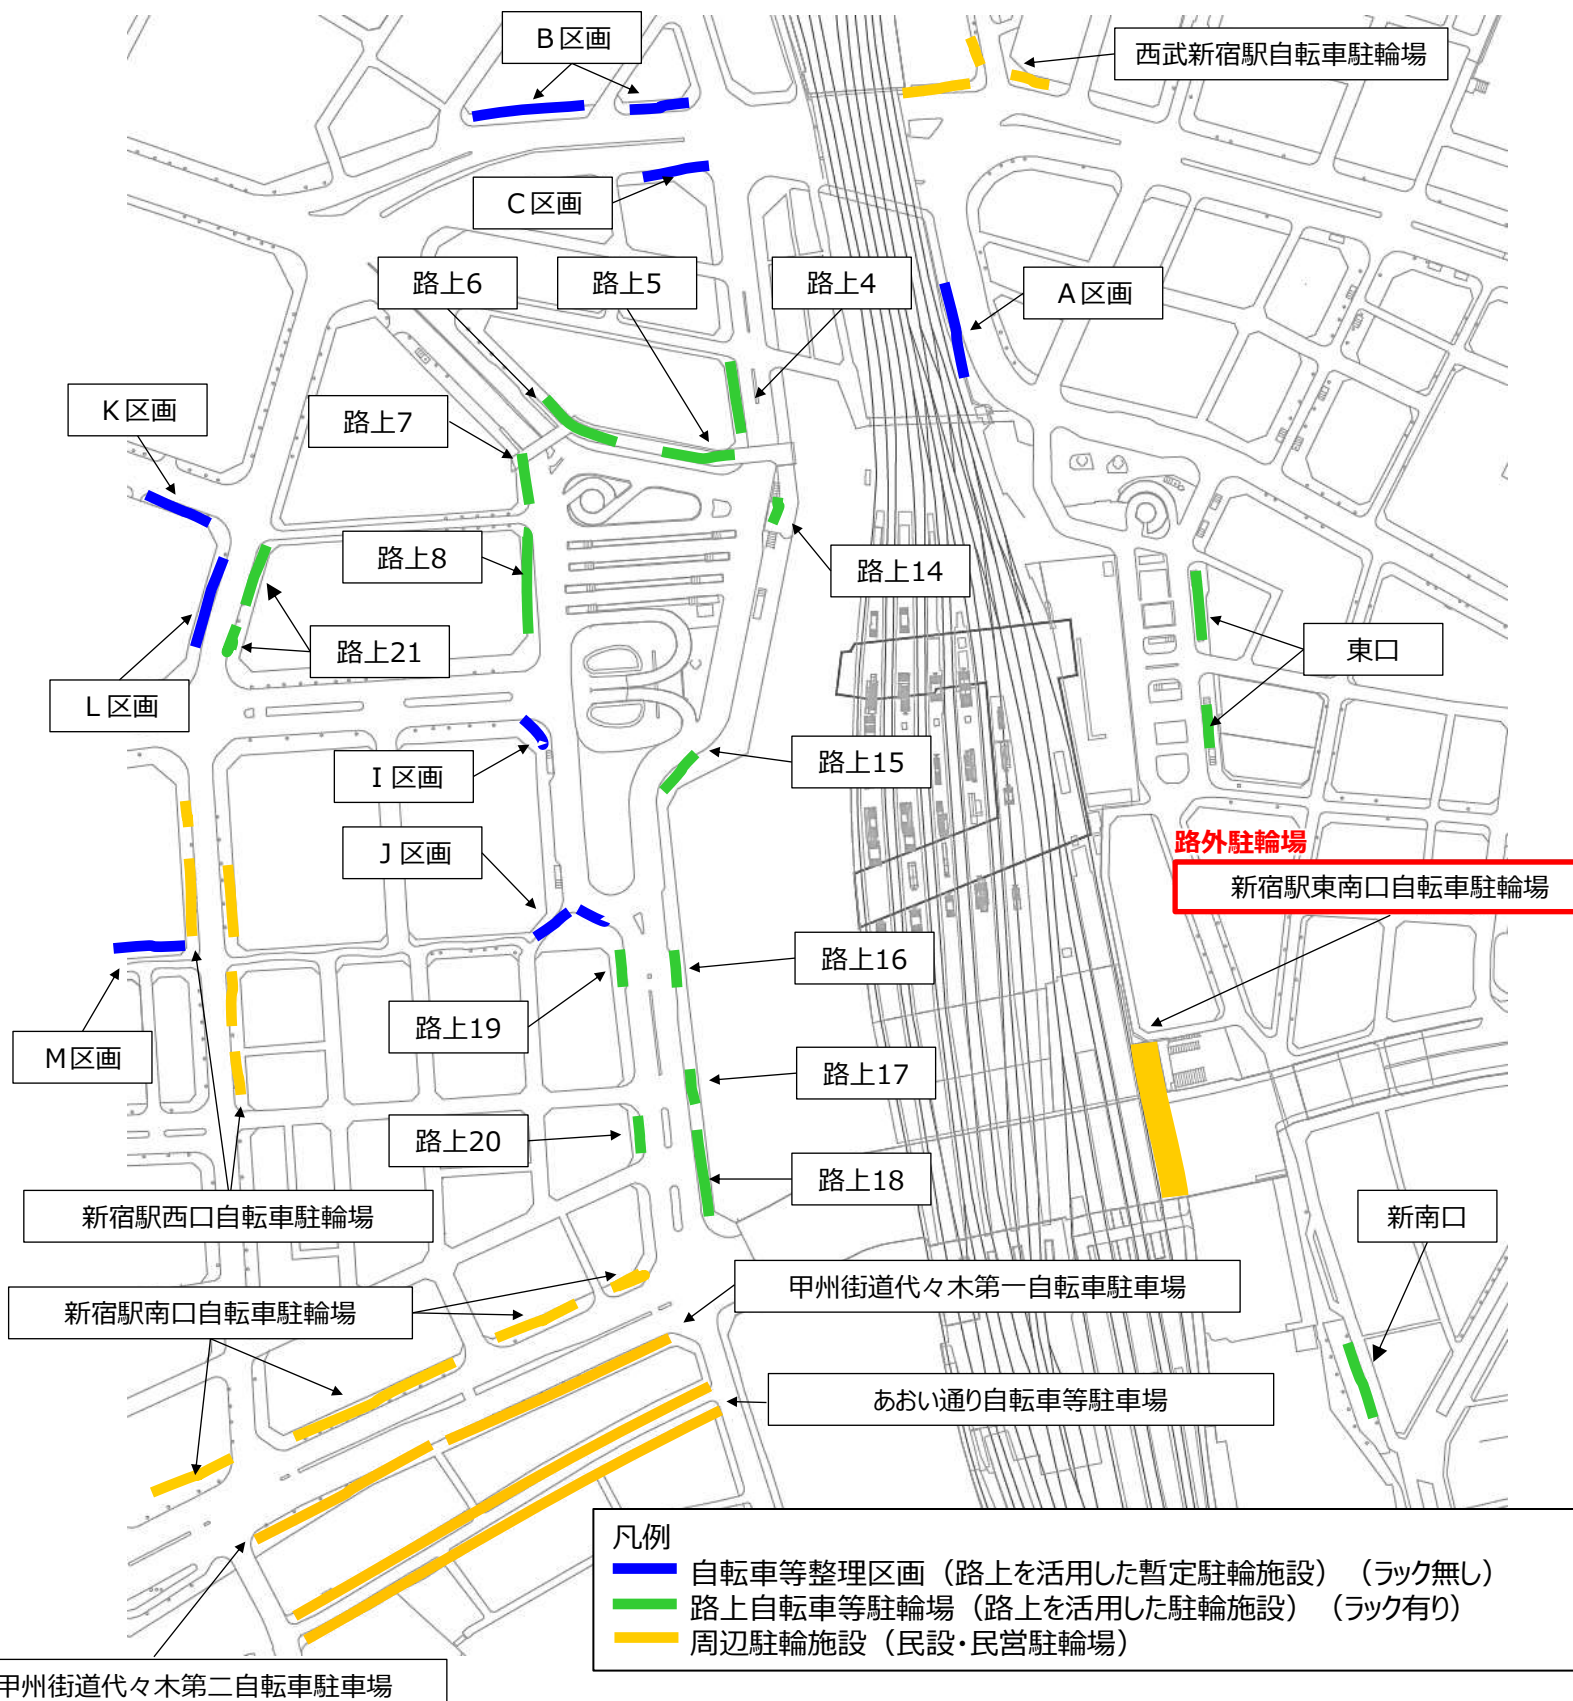 B区画
西武新宿駅自転車駐輪場
C区画
路上6
路上5
路上4
A区画
K区画
路上7
路上8
路上14
路上21
東口
L区画
I区画
路上15
J区画
路外駐輪場
新宿駅東南口自転車駐輪場
路上16
路上19
M区画
路上17
路上20
路上18
新宿駅西口自転車駐輪場
新南口
甲州街道代々木第一自転車駐車場
新宿駅南口自転車駐輪場
あおい通り自転車等駐車場
凡例
自転車等整理区画（路上を活用した暫定駐輪施設）（ラック無し）
路上自転車等駐輪場（路上を活用した駐輪施設）（ラック有り）
周辺駐輪施設（民設・民営駐輪場）
甲州街道代々木第二自転車駐車場